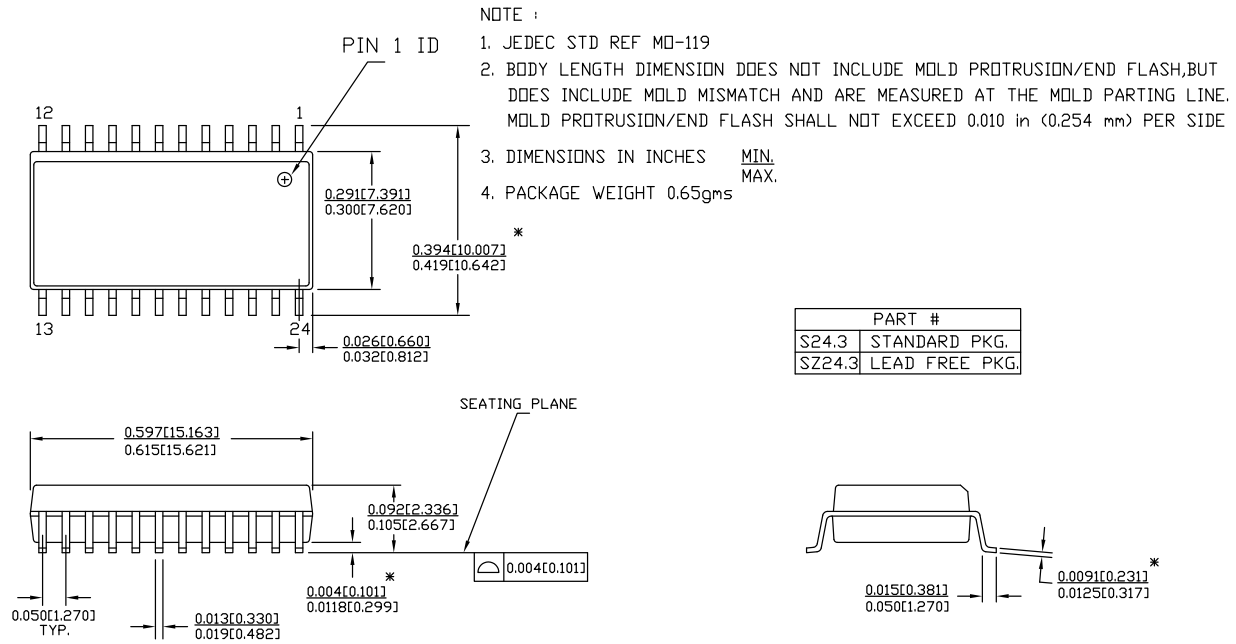 NOTE :
1. JEDEC STD REF MO-119
2. BODY LENGTH DIMENSION DOES NOT INCLUDE MOLD PROTRUSION/END FLASH,BUT
DOES INCLUDE MOLD MISMATCH AND ARE MEASURED AT THE MOLD PARTING LINE.
MOLD PROTRUSION/END FLASH SHALL NOT EXCEED 0.010 in (0.254 mm) PER SIDE
3. DIMENSIONS IN INCHES MIN.
MAX.
4. PACKAGE WEIGHT 0.65gms
PIN 1 ID
12 1
0.291[7.391]
0.300[7.620]
*
0.394[10.007]
0.419[10.642]
13 24
0.026[0.660]
0.032[0.812]
PART #
S24.3 STANDARD PKG.
SZ24.3 LEAD FREE PKG.
SEATING PLANE
0.597[15.163]
0.615[15.621]
0.092[2.336]
0.105[2.667]
0.004[0.101]
*
0.004[0.101]
0.0118[0.299]
0.050[1.270]
TYP.
0.013[0.330]
0.019[0.482]
*
0.0091[0.231]
0.0125[0.317]
0.015[0.381]
0.050[1.270]